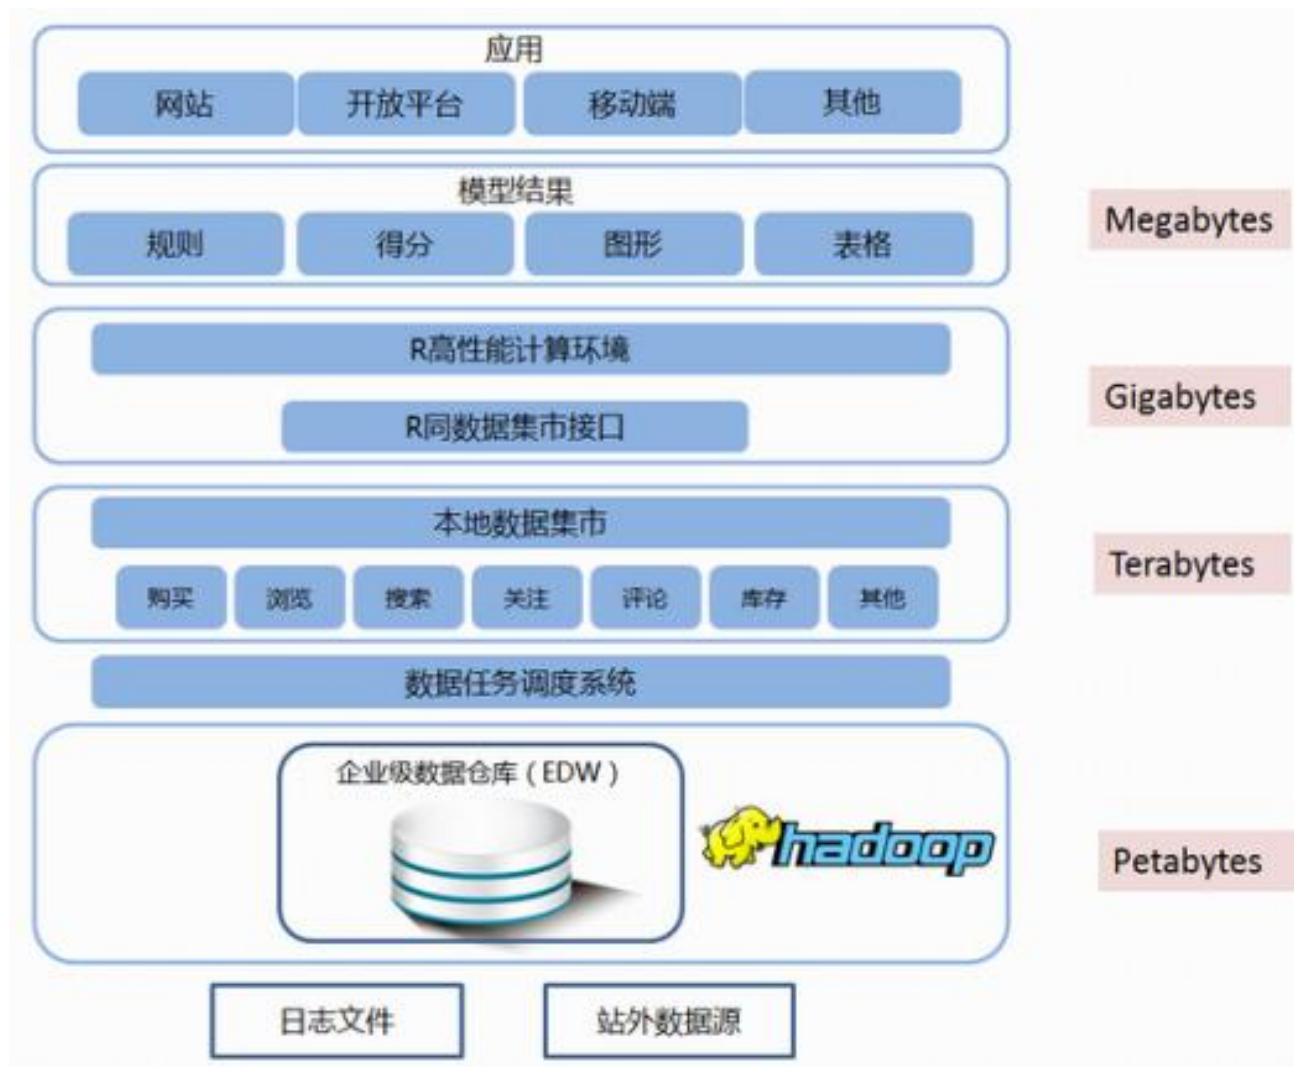 应用
网站 开放平台 移动端 其他
模型结果
规则 得分 图形 表格
Megabytes
R高性能计算环境
R同数据集市接口
Gigabytes
本地数据集市
购买 浏览 搜索 关注 评论 库存 其他
Terabytes
数据任务调度系统
企业级数据仓库（EDW）
hadoop
Petabytes
日志文件 站外数据源